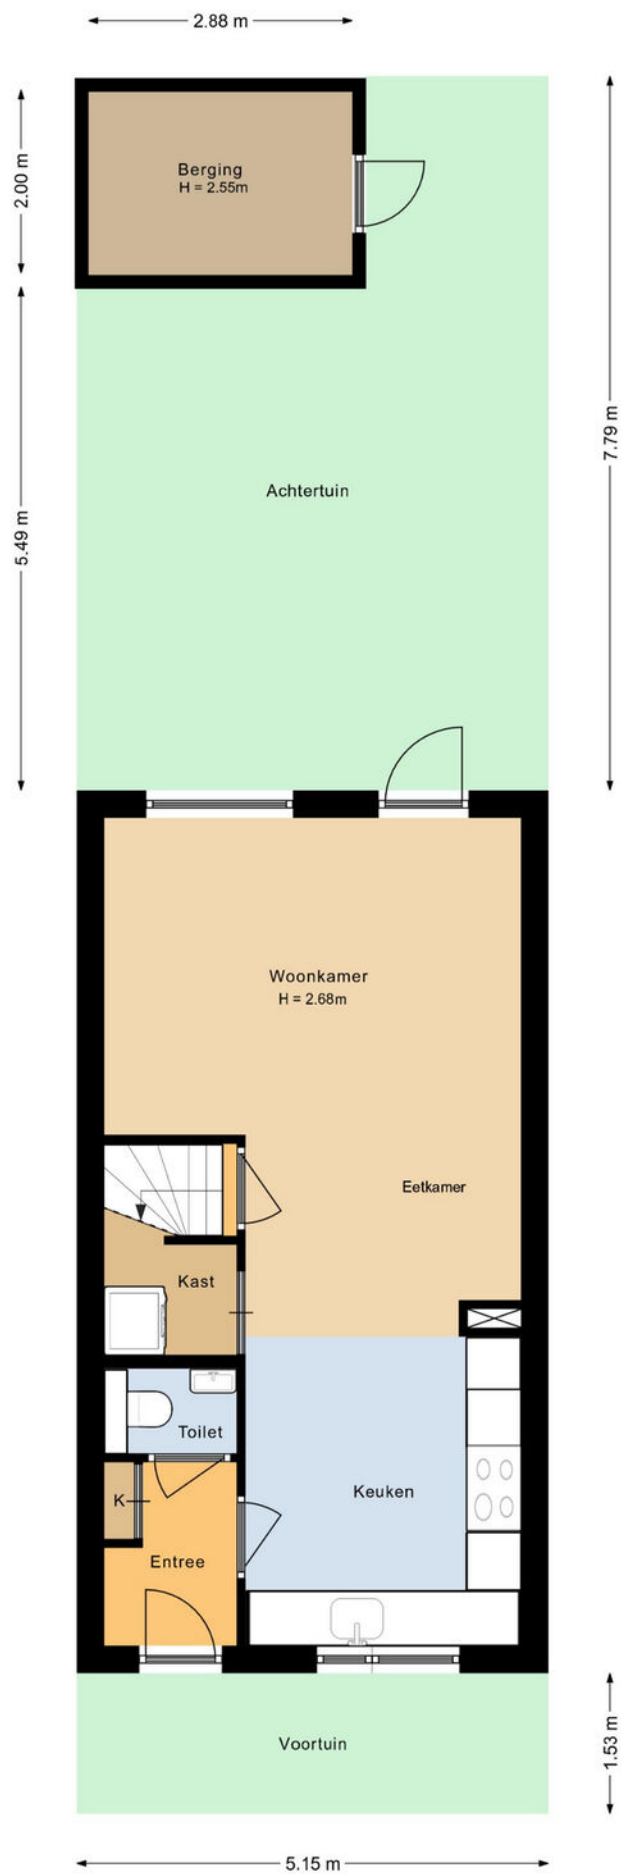 2.88 m
2.00 m
Berging
H = 2.55m
7.79 m
5.49 m
Achtertuin
Woonkamer
H = 2.68m
Eetkamer
Kast
Toilet
K
Keuken
Entree
Voortuin
1.53 m
5.15 m